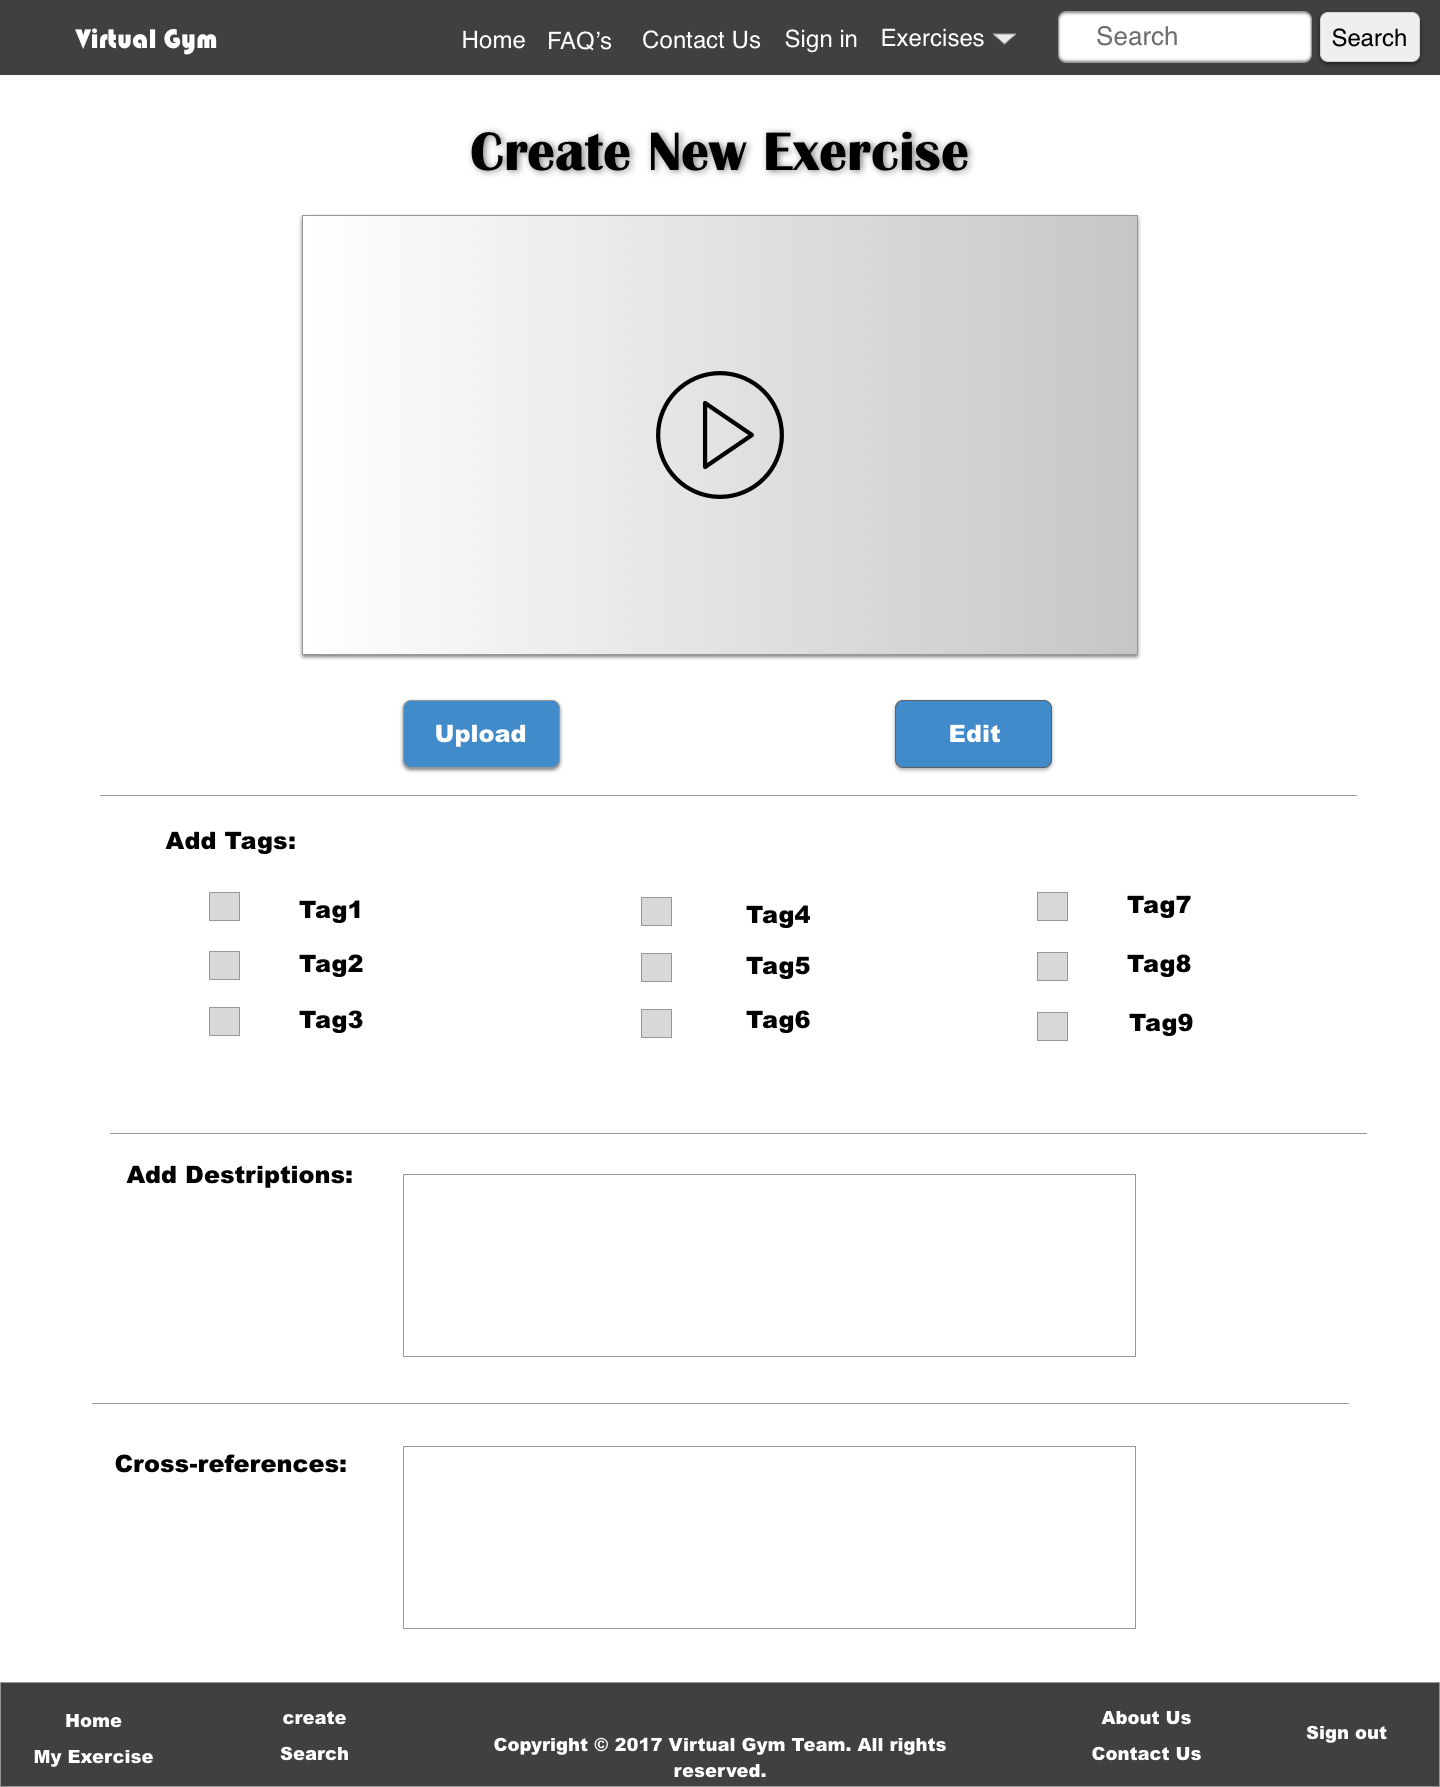 Virtual Gym
Home FAQ's Contact Us Sign in Exercises Search Search
Create New Exercise
Upload Edit
Add Tags:
Tag1 Tag4 Tag7
Tag2 Tag5 Tag8
Tag3 Tag6 Tag9
Add Destriptions:
Cross-references:
Home create About Us
My Exercise Search Contact Us
Sign out
Copyright © 2017 Virtual Gym Team. All rights
reserved.